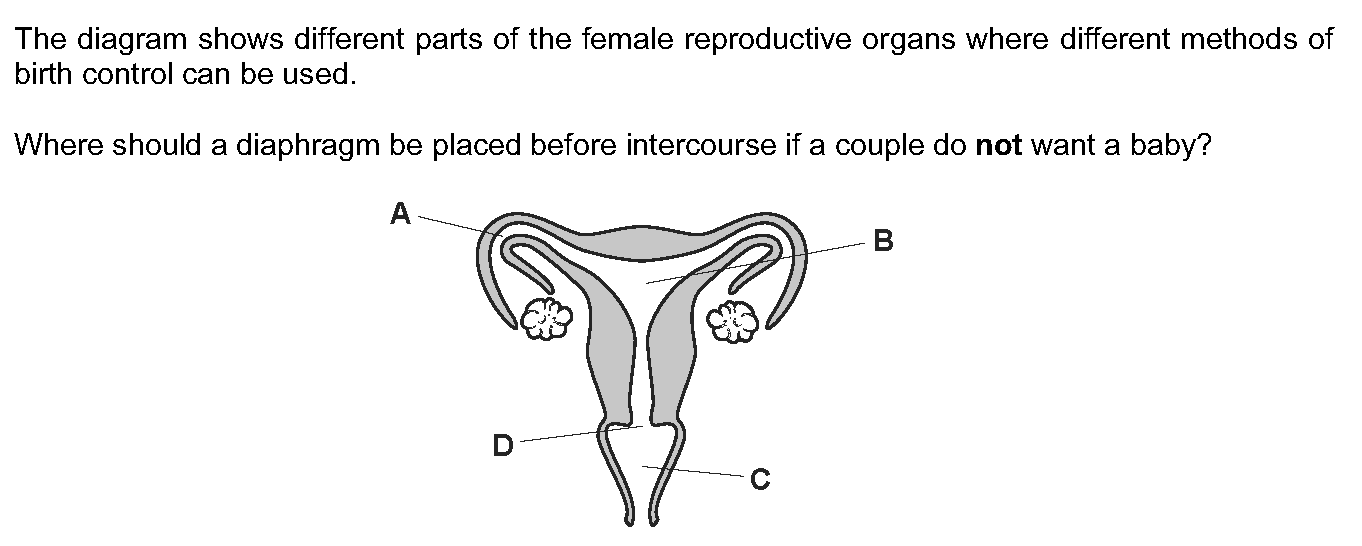 The diagram shows different parts of the female reproductive organs where different methods of
birth control can be used.
Where should a diaphragm be placed before intercourse if a couple do not want a baby?
A
B
D
C